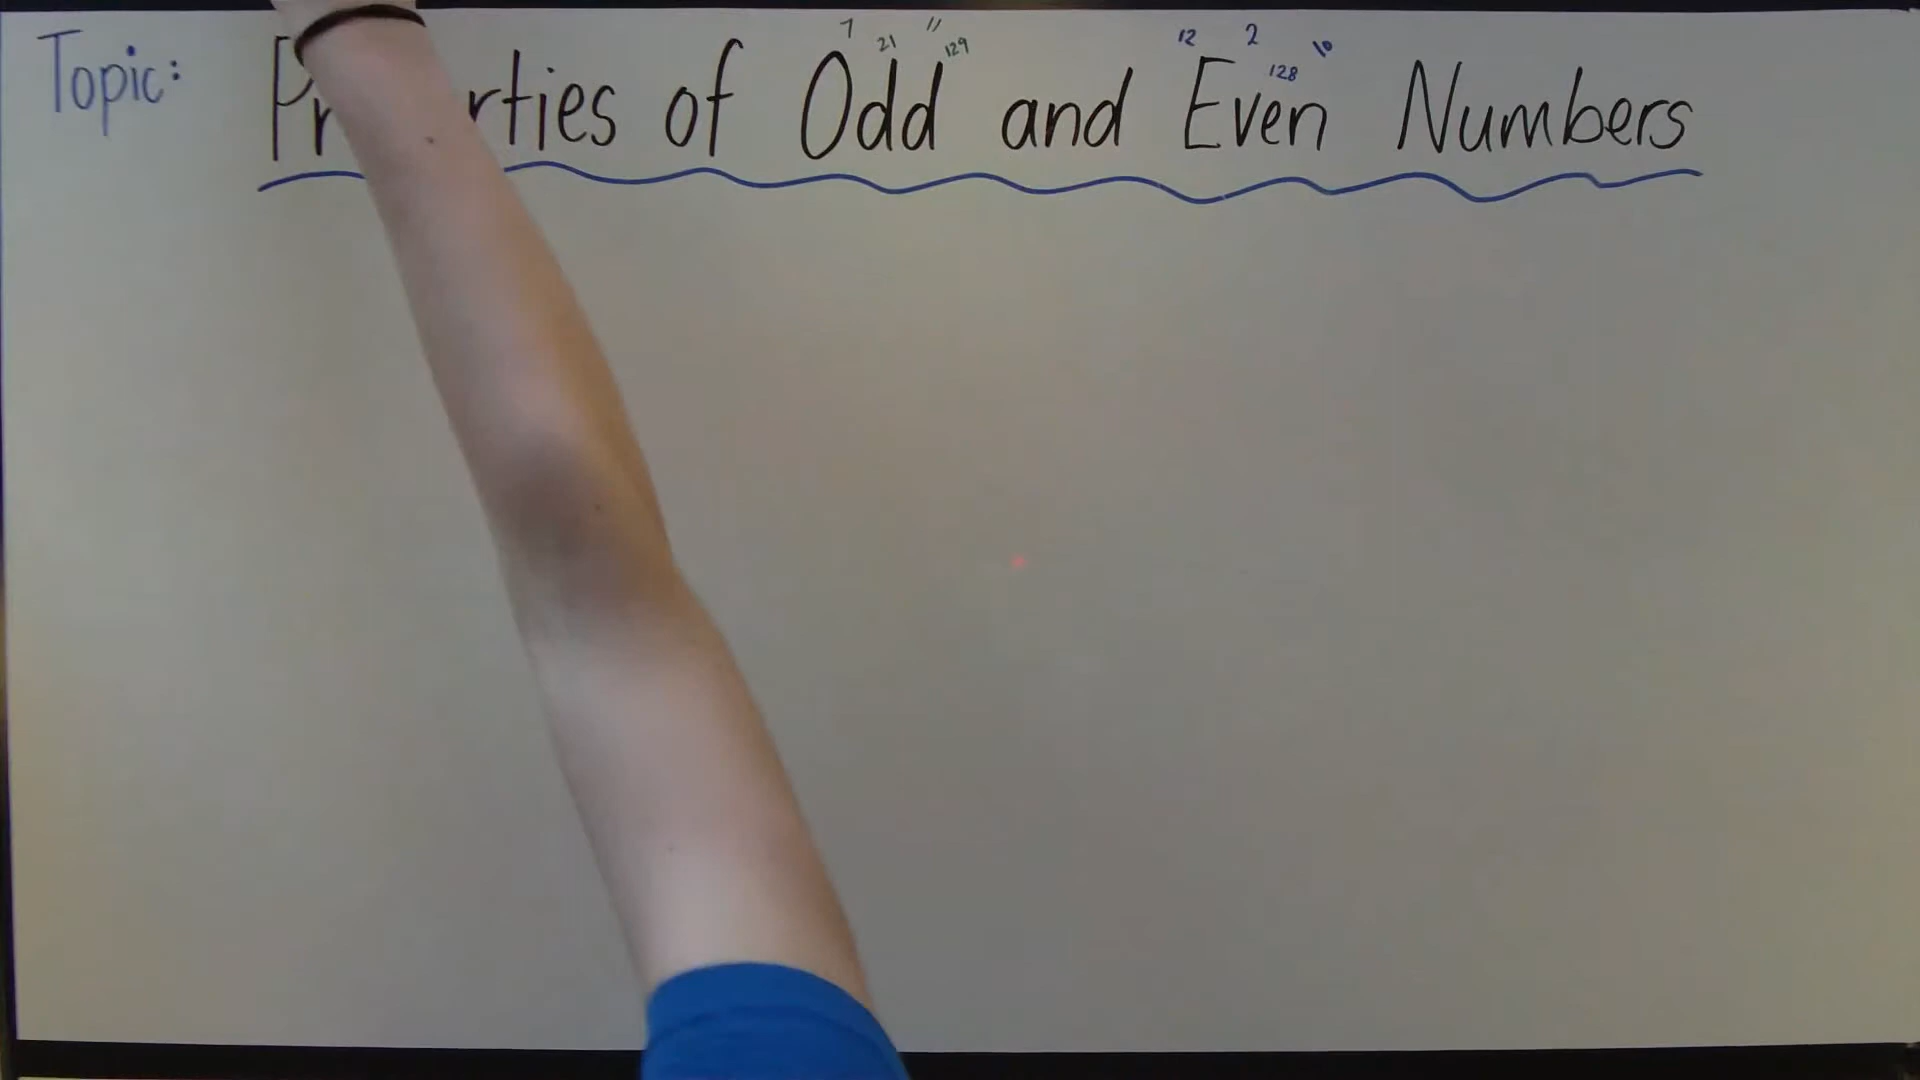 7 21 11 129 12 2 128 10
Topic: Pr rties of Odd and Even Numbers